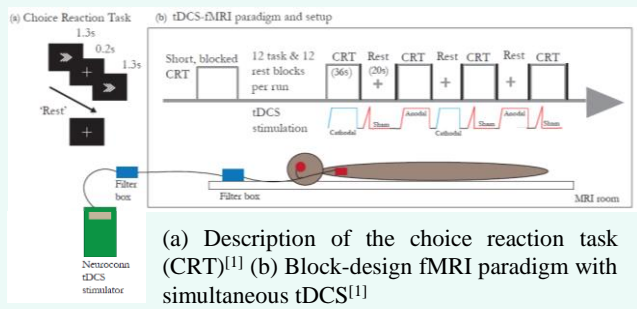 (a) Choice Reaction Task
1.3s
0.2s
1.3s
'Rest'
(b) tDCS-fMRI paradigm and setup
Short, blocked
CRT
12 task & 12
rest blocks
per run
CRT
(36s)
Rest
(20s)
CRT
Rest
CRT
Rest
CRT
tDCS
stimulation
Cathodal
Sham
Anodal
Cathodal
Sham
Anodal
Sham
Filter
box
Filter box
MRI room
Neuroconn
tDCS
stimulator
(a) Description of the choice reaction task
(CRT)[1] (b) Block-design fMRI paradigm with
simultaneous tDCS[1]